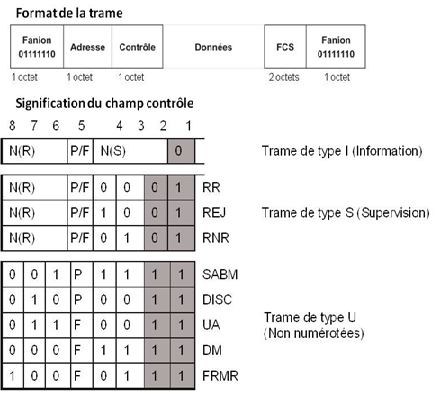 Format de la trame
Fanion 01111110 Adresse Contrôle Données FCS Fanion 01111110
1 octet 1 octet 1 octet 2 octets 1 octet
Signification du champ contrôle
8 7 6 5 4 3 2 1
N(R) P/F N(S) 0 Trame de type I (Information)
N(R) P/F 0 0 0 1 RR
N(R) P/F 1 0 0 1 REJ Trame de type S (Supervision)
N(R) P/F 0 1 0 1 RNR
0 0 1 P 1 1 1 1 SABM
0 1 0 P 0 0 1 1 DISC
0 1 1 F 0 0 1 1 UA Trame de type U (Non numérotées)
0 0 0 F 1 1 1 1 DM
1 0 0 F 0 1 1 1 FRMR